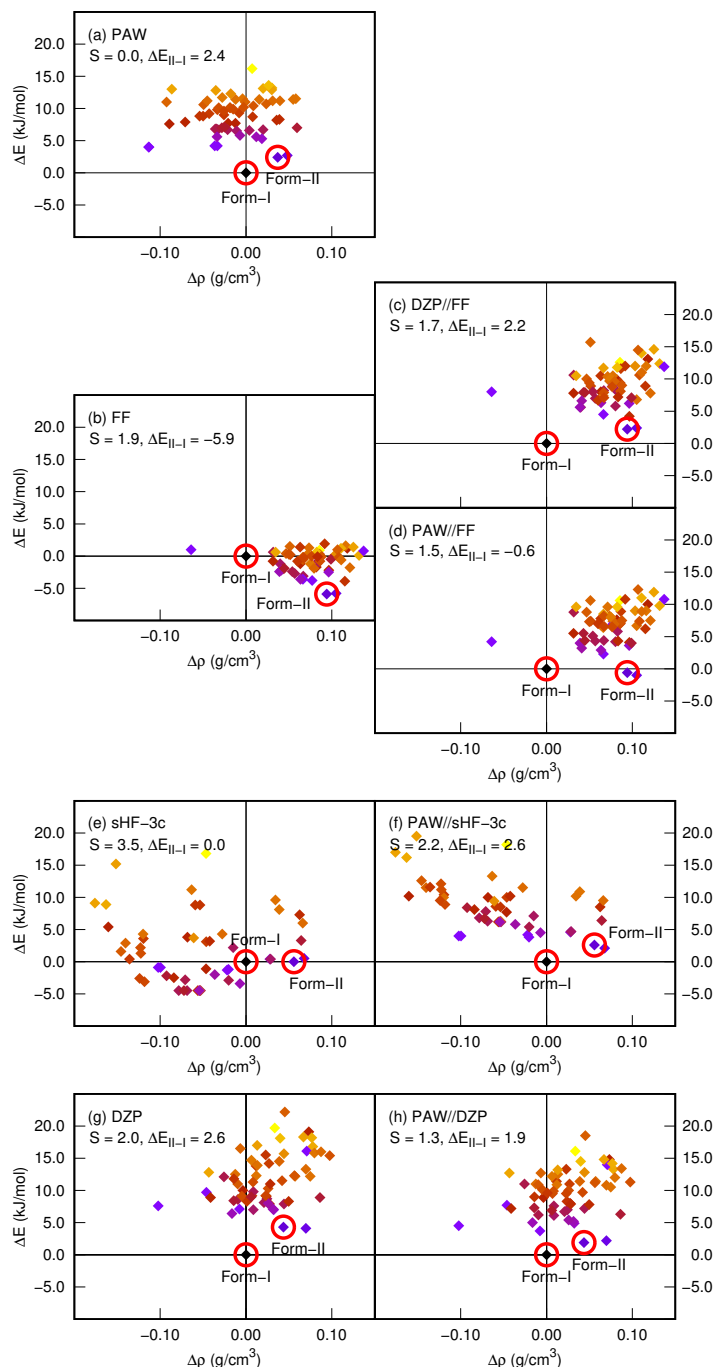 (a) PAW
S = 0.0, ΔE_II−I = 2.4
20.0
15.0
10.0
5.0
0.0
−5.0
ΔE (kJ/mol)
Form−II
Form−I
−0.10
0.00
0.10
Δρ (g/cm³)
(c) DZP//FF
S = 1.7, ΔE_II−I = 2.2
20.0
15.0
10.0
5.0
0.0
−5.0
Form−I
Form−II
(b) FF
S = 1.9, ΔE_II−I = −5.9
20.0
15.0
10.0
5.0
0.0
−5.0
ΔE (kJ/mol)
Form−I
Form−II
−0.10
0.00
0.10
Δρ (g/cm³)
(d) PAW//FF
S = 1.5, ΔE_II−I = −0.6
20.0
15.0
10.0
5.0
0.0
−5.0
Form−I
Form−II
−0.10
0.00
0.10
Δρ (g/cm³)
(e) sHF−3c
S = 3.5, ΔE_II−I = 0.0
20.0
15.0
10.0
5.0
0.0
−5.0
ΔE (kJ/mol)
Form−I
Form−II
−0.10
0.00
0.10
(f) PAW//sHF−3c
S = 2.2, ΔE_II−I = 2.6
20.0
15.0
10.0
5.0
0.0
−5.0
Form−II
Form−I
−0.10
0.00
0.10
(g) DZP
S = 2.0, ΔE_II−I = 2.6
20.0
15.0
10.0
5.0
0.0
−5.0
ΔE (kJ/mol)
Form−II
Form−I
−0.10
0.00
0.10
Δρ (g/cm³)
(h) PAW//DZP
S = 1.3, ΔE_II−I = 1.9
20.0
15.0
10.0
5.0
0.0
−5.0
Form−II
Form−I
−0.10
0.00
0.10
Δρ (g/cm³)